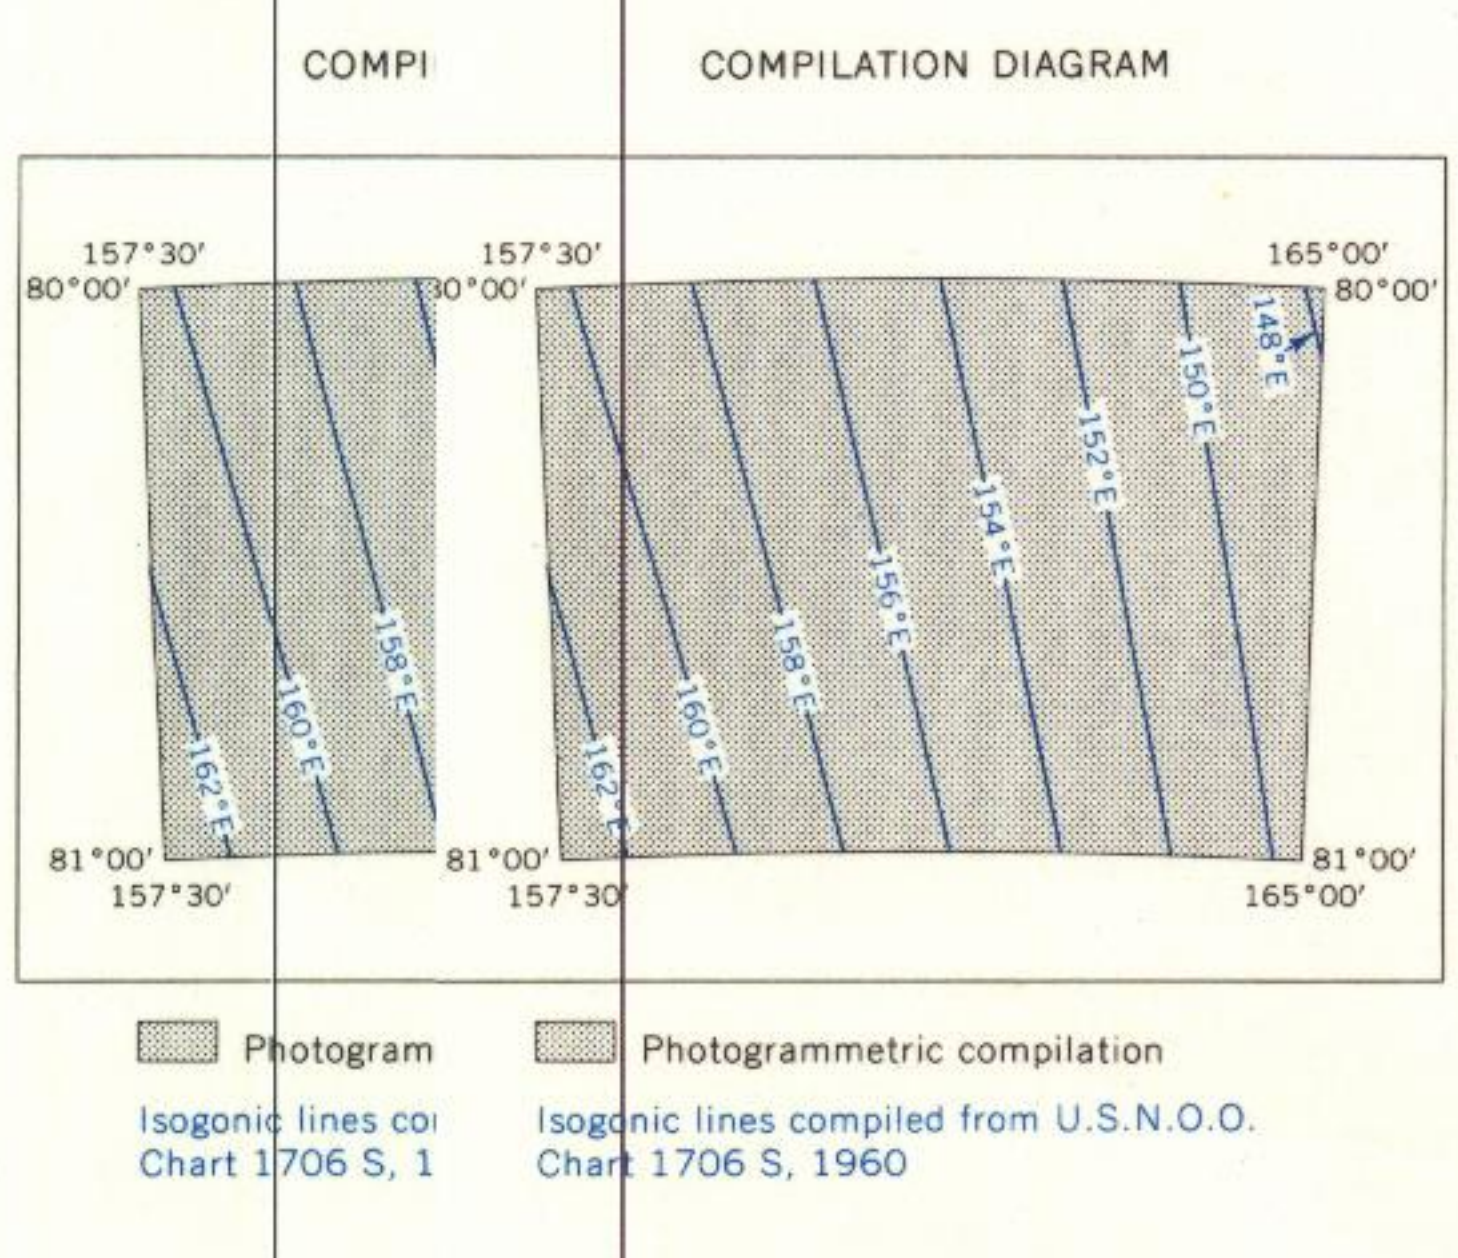 COMPI COMPILATION DIAGRAM
157°30′ 157°30′ 165°00′
80°00′ 80°00′ 80°00′
148°E
150°E
152°E
154°E
156°E
158°E 158°E
160°E 160°E
162°E 162°E
81°00′ 81°00′ 81°00′
157°30′ 157°30′ 165°00′
Photogram Photogrammetric compilation
Isogonic lines co Isogonic lines compiled from U.S.N.O.O.
Chart 1706 S, 1 Chart 1706 S, 1960